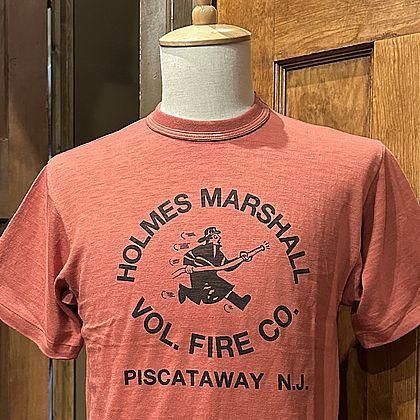 HOLMES MARSHALL
VOL. FIRE CO.
PISCATAWAY N.J.